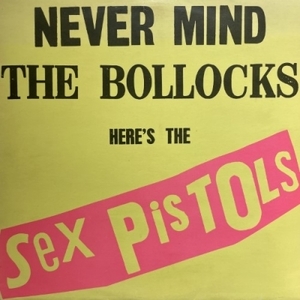 NEVER MIND
THE BOLLOCKS
HERE'S THE
Sex PisTOls